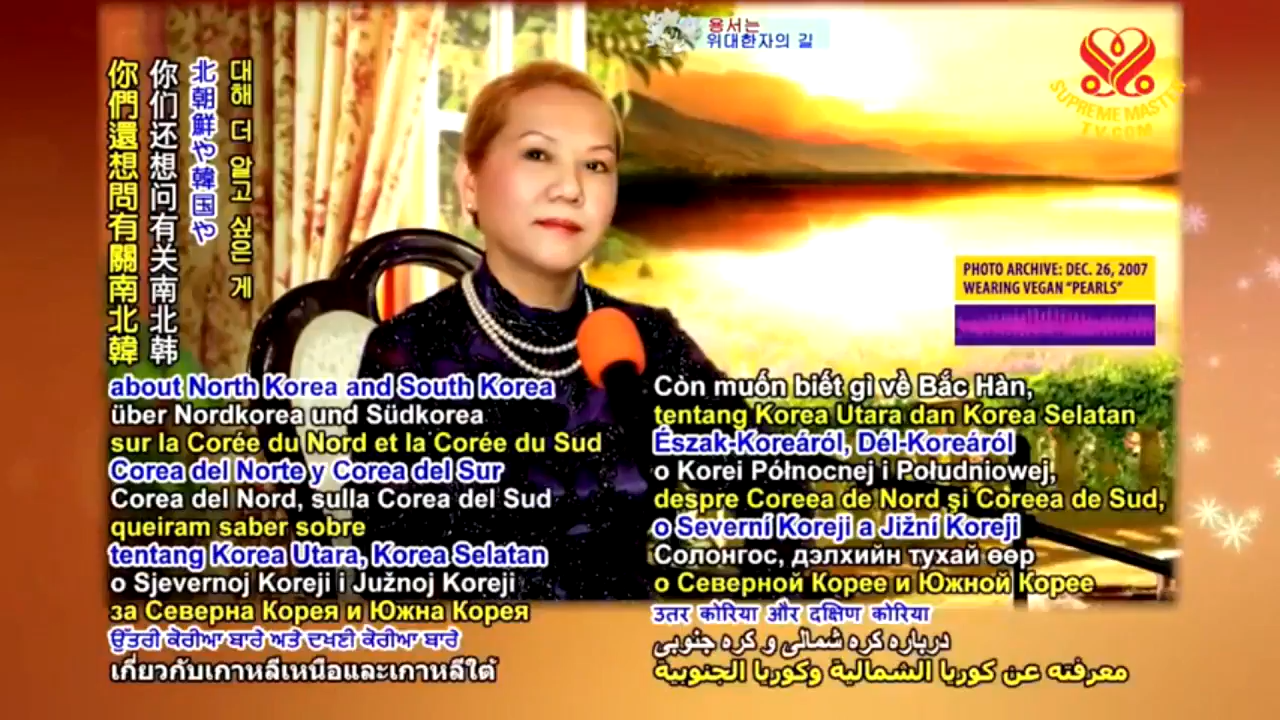 용서는
위대한자의 길
SUPREME MASTER
TV.COM
你們還想問有關南北韓
你们还想问有关南北韩
北朝鮮や韓国や
대해 더 알고 싶은 게
PHOTO ARCHIVE: DEC. 26, 2007
WEARING VEGAN “PEARLS”
about North Korea and South Korea
über Nordkorea und Südkorea
sur la Corée du Nord et la Corée du Sud
Corea del Norte y Corea del Sur
Corea del Nord, sulla Corea del Sud
queiram saber sobre
tentang Korea Utara, Korea Selatan
o Sjevernoj Koreji i Južnoj Koreji
за Северна Корея и Южна Корея
ਉੱਤਰੀ ਕੋਰੀਆ ਬਾਰੇ ਅਤੇ ਦਖਣੀ ਕੋਰੀਆ ਬਾਰੇ
เกี่ยวกับเกาหลีเหนือและเกาหลีใต้
Còn muốn biết gì về Bắc Hàn,
tentang Korea Utara dan Korea Selatan
Észak-Koreáról, Dél-Koreáról
o Korei Północnej i Południowej,
despre Coreea de Nord şi Coreea de Sud,
o Severní Koreji a Jižní Koreji
Солонгос, дэлхийн тухай өөр
о Северной Корее и Южной Корее
उतर कोरिया और दक्षिण कोरिया
درباره کره شمالی و کره جنوبی
معرفته عن كوريا الشمالية وكوريا الجنوبية